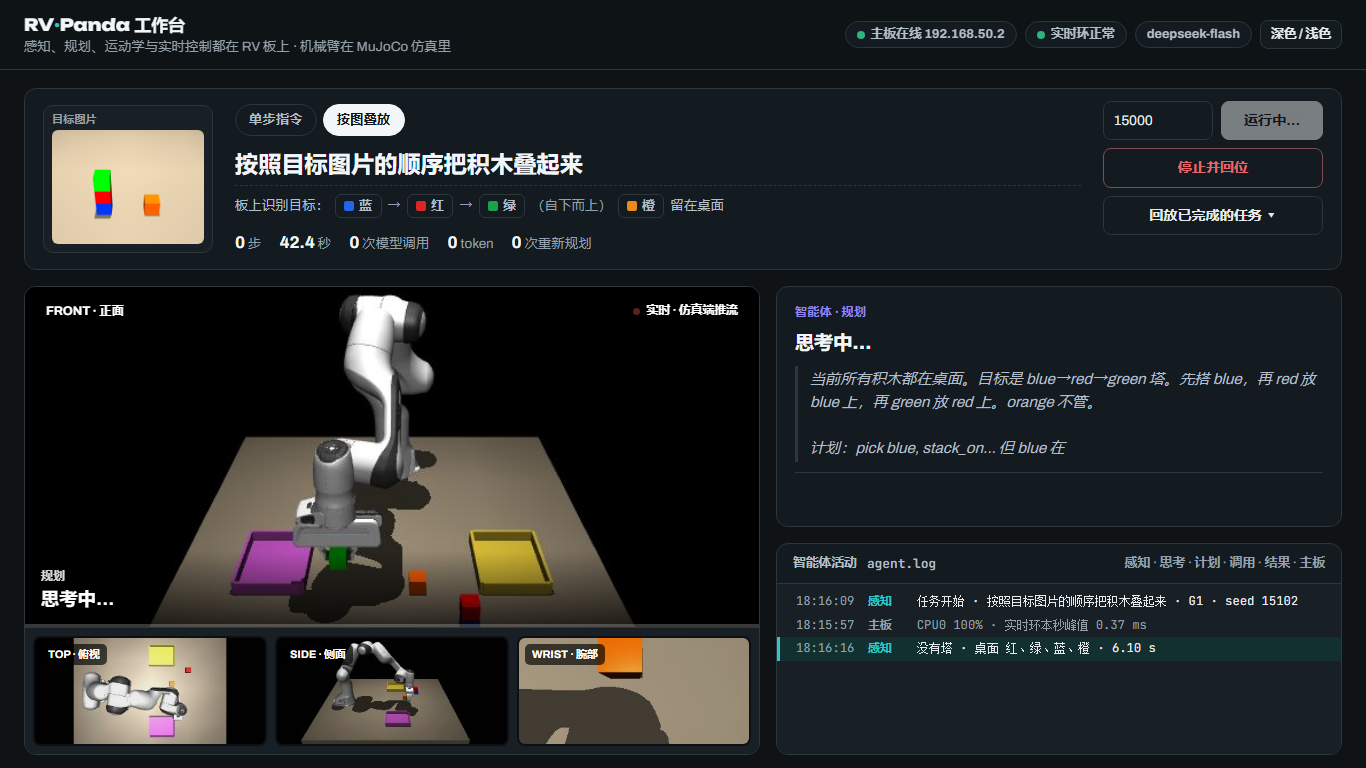 RV·Panda 工作台
感知、规划、运动学与实时控制都在 RV 板上 · 机械臂在 MuJoCo 仿真里
主板在线 192.168.50.2
实时环正常
deepseek-flash
深色 / 浅色
目标图片
单步指令
按图叠放
按照目标图片的顺序把积木叠起来
板上识别目标： 蓝 → 红 → 绿 （自下而上） 橙 留在桌面
0 步 42.4 秒 0 次模型调用 0 token 0 次重新规划
15000
运行中...
停止并回位
回放已完成的任务
FRONT · 正面
实时 · 仿真端推流
规划
思考中...
TOP · 俯视
SIDE · 侧面
WRIST · 腕部
智能体 · 规划
思考中...
当前所有积木都在桌面。目标是 blue→red→green 塔。先搭 blue，再 red 放
blue 上，再 green 放 red 上。orange 不管。
计划：pick blue, stack_on... 但 blue 在
智能体活动 agent.log
感知 · 思考 · 计划 · 调用 · 结果 · 主板
18:16:09 感知 任务开始 · 按照目标图片的顺序把积木叠起来 · G1 · seed 15102
18:15:57 主板 CPU0 100% · 实时环本秒峰值 0.37 ms
18:16:16 感知 没有塔 · 桌面 红、绿、蓝、橙 · 6.10 s